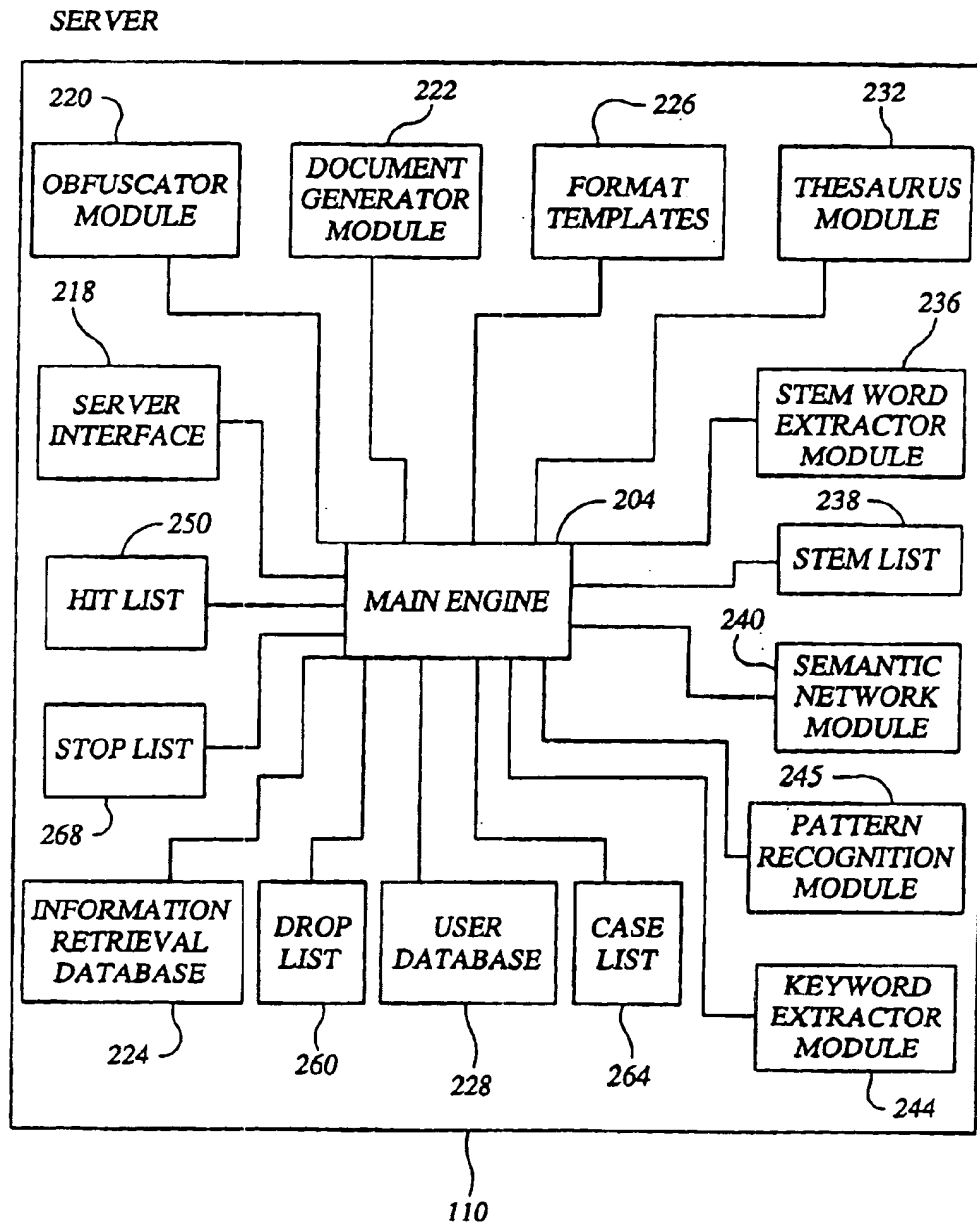 SERVER
220
222
226
232
OBFUSCATOR
MODULE
DOCUMENT
GENERATOR
MODULE
FORMAT
TEMPLATES
THESAURUS
MODULE
218
236
SERVER
INTERFACE
STEM WORD
EXTRACTOR
MODULE
250
204
238
HIT LIST
MAIN ENGINE
STEM LIST
240
SEMANTIC
NETWORK
MODULE
STOP LIST
268
245
PATTERN
RECOGNITION
MODULE
INFORMATION
RETRIEVAL
DATABASE
DROP
LIST
USER
DATABASE
CASE
LIST
KEYWORD
EXTRACTOR
MODULE
224
260
228
264
244
110